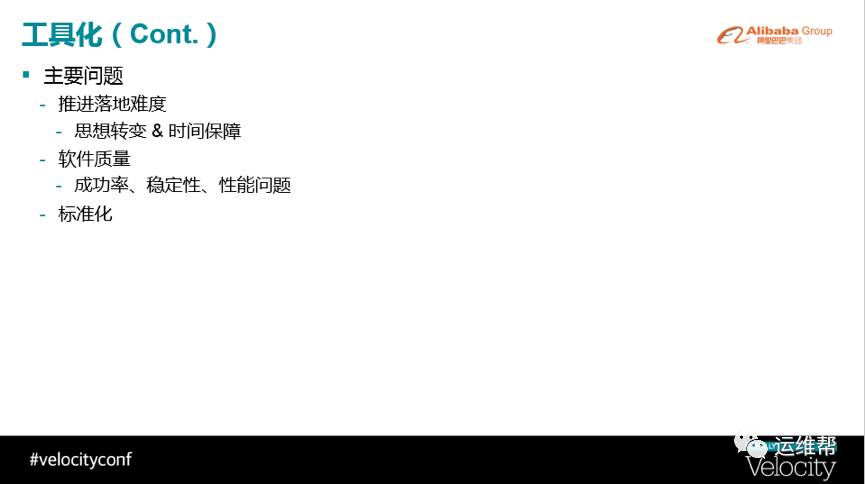 工具化（Cont.）
Alibaba Group
阿里巴巴集团
▪ 主要问题
- 推进落地难度
- 思想转变 & 时间保障
- 软件质量
- 成功率、稳定性、性能问题
- 标准化
#velocityconf
运维帮
Velocity